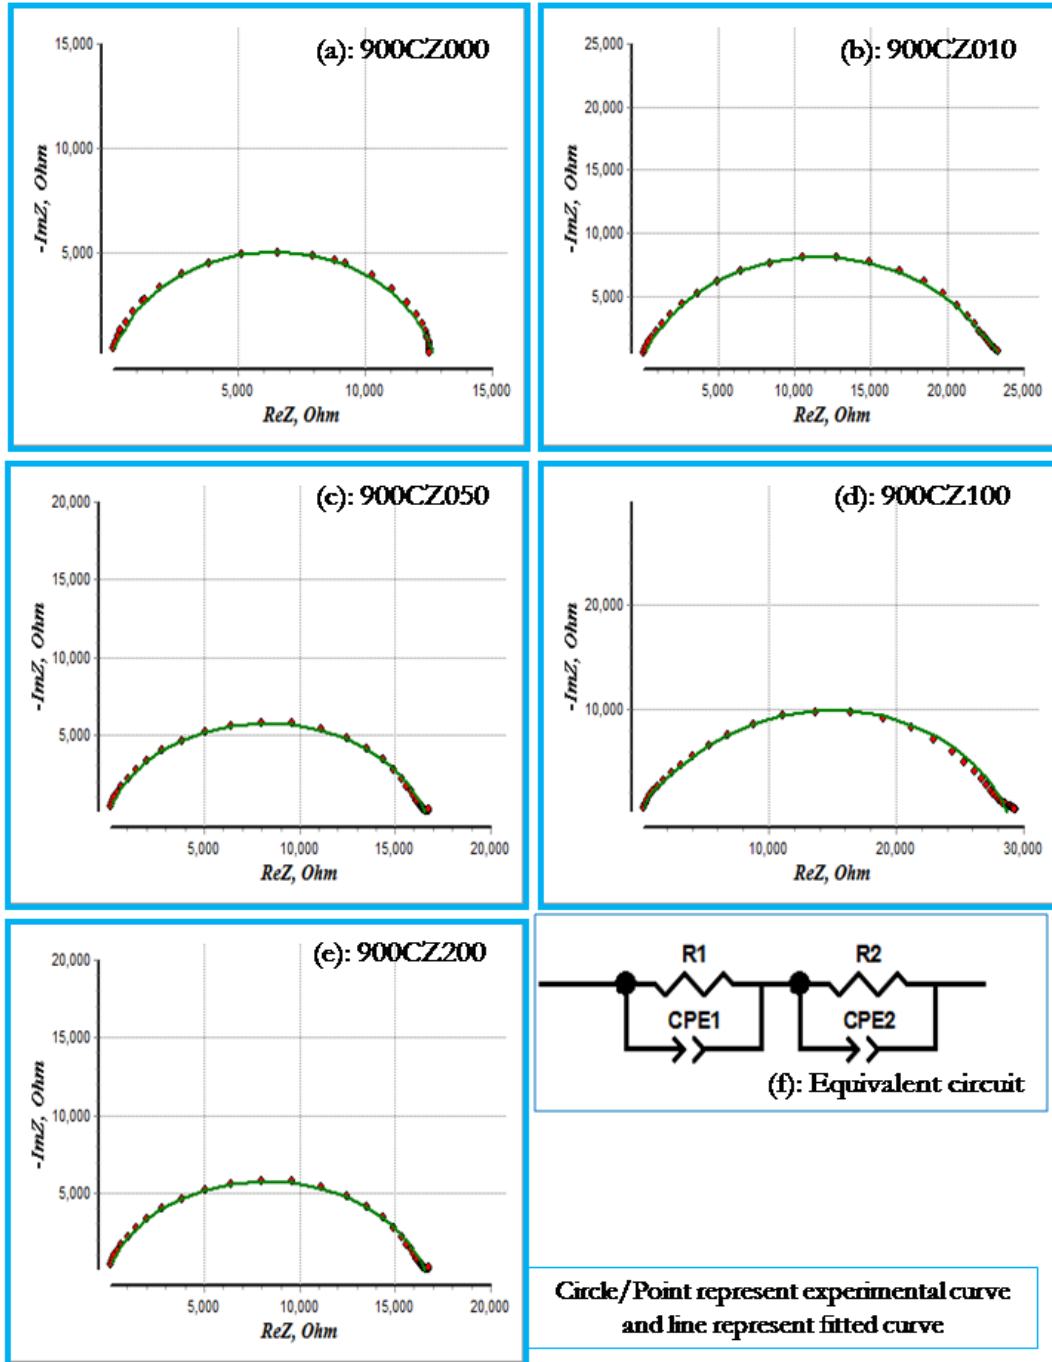 (a): 900CZ000
15,000
10,000
5,000
-ImZ, Ohm
5,000 10,000 15,000
ReZ, Ohm
(b): 900CZ010
25,000
20,000
15,000
10,000
5,000
-ImZ, Ohm
5,000 10,000 15,000 20,000 25,000
ReZ, Ohm
(c): 900CZ050
20,000
15,000
10,000
5,000
-ImZ, Ohm
5,000 10,000 15,000 20,000
ReZ, Ohm
(d): 900CZ100
20,000
10,000
-ImZ, Ohm
10,000 20,000 30,000
ReZ, Ohm
(e): 900CZ200
20,000
15,000
10,000
5,000
-ImZ, Ohm
5,000 10,000 15,000 20,000
ReZ, Ohm
R1 R2
CPE1 CPE2
(f): Equivalent circuit
Circle/Point represent experimental curve
and line represent fitted curve